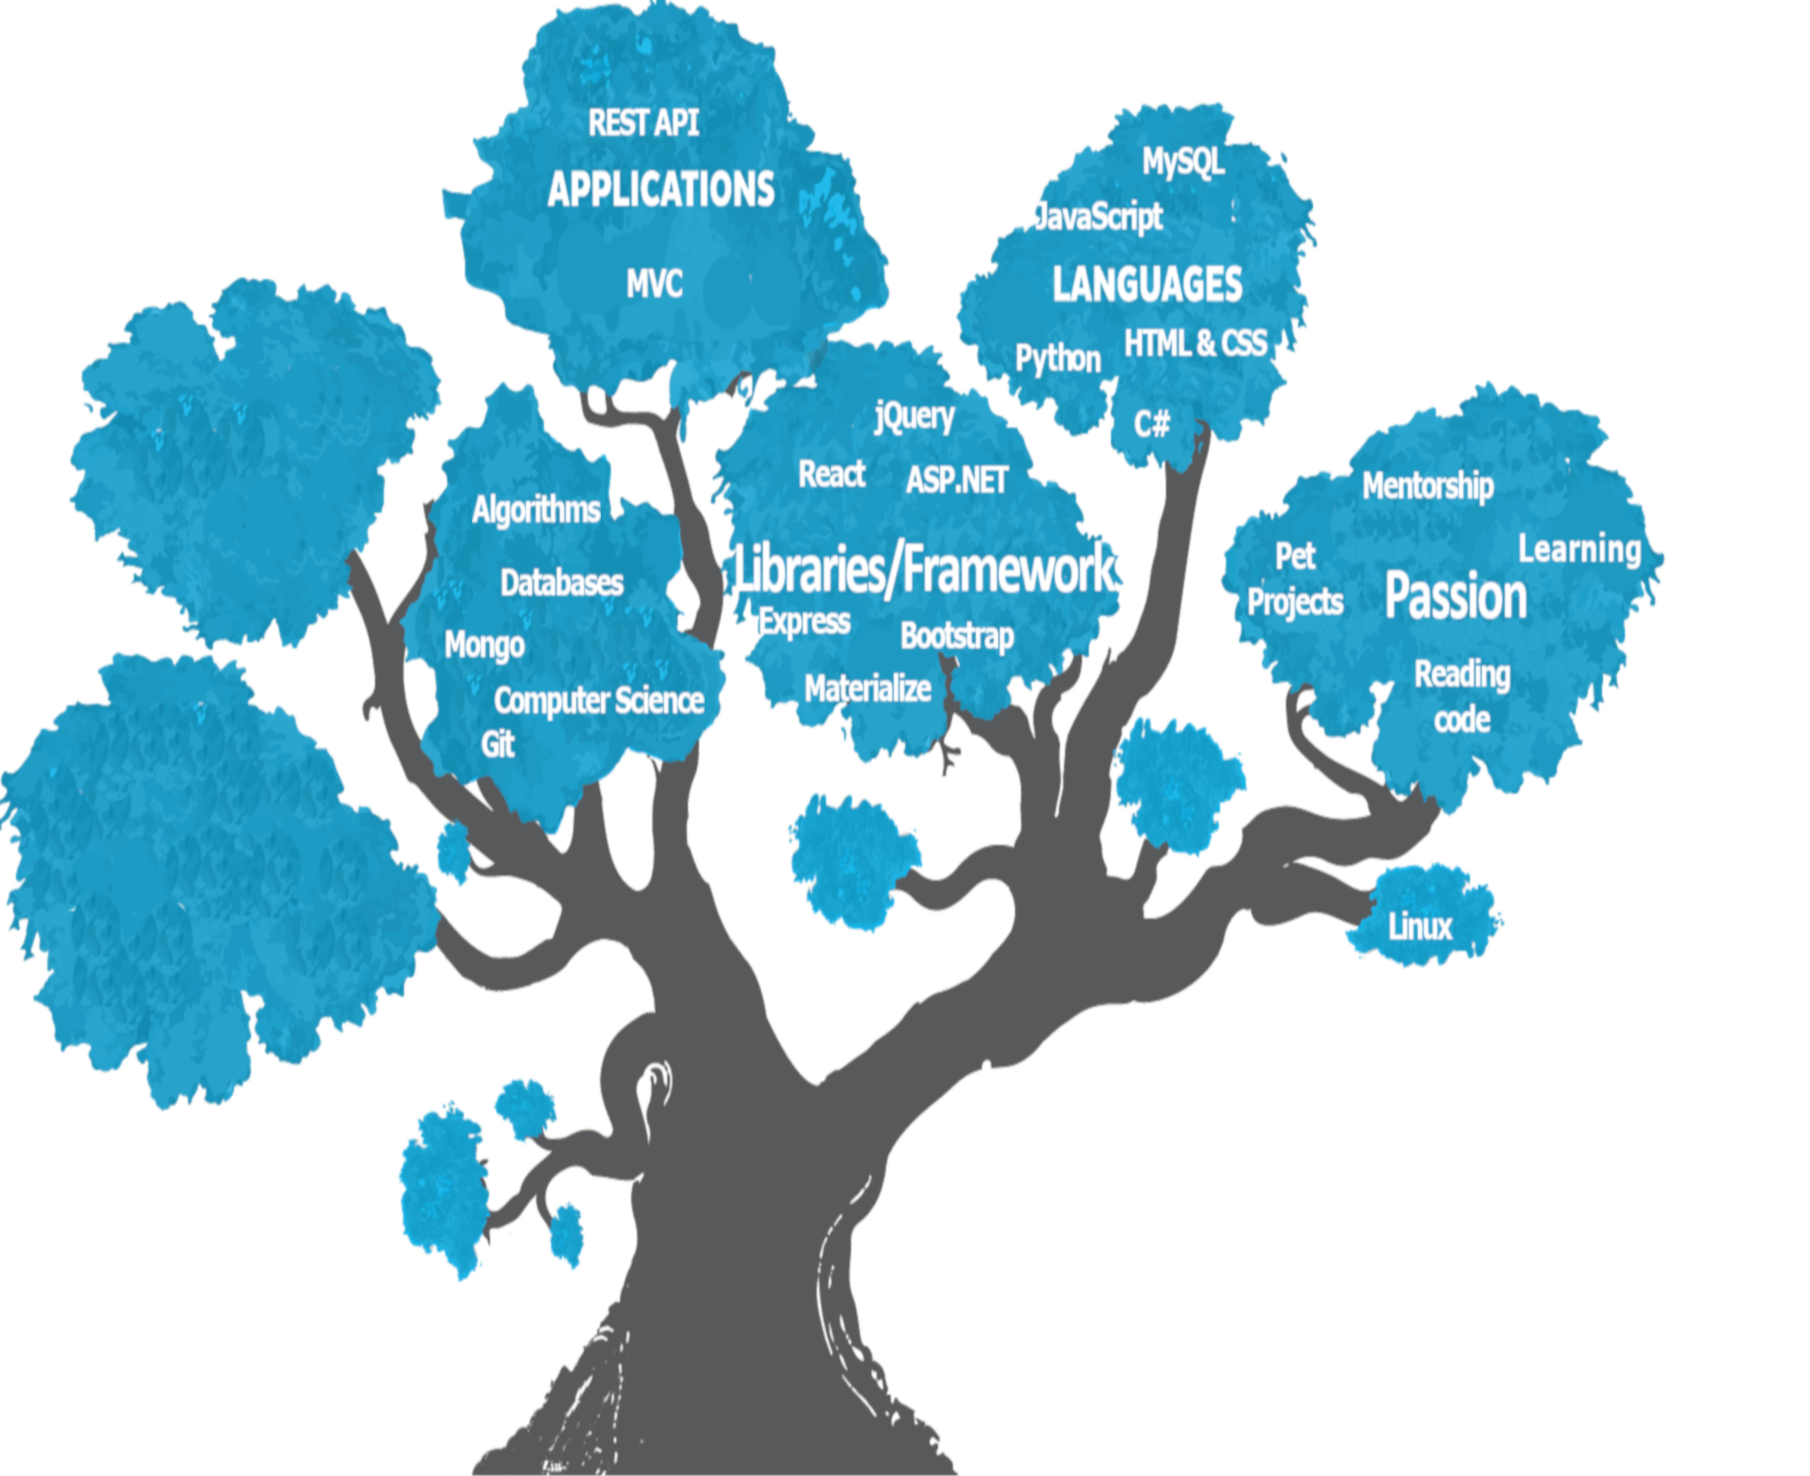 REST API
APPLICATIONS
MVC
MySQL
JavaScript
LANGUAGES
HTML & CSS
Python
C#
Algorithms
Databases
Mongo
Computer Science
Git
jQuery
React
ASP.NET
Libraries/Framework
Express
Bootstrap
Materialize
Mentorship
Learning
Pet
Projects
Passion
Reading
code
Linux